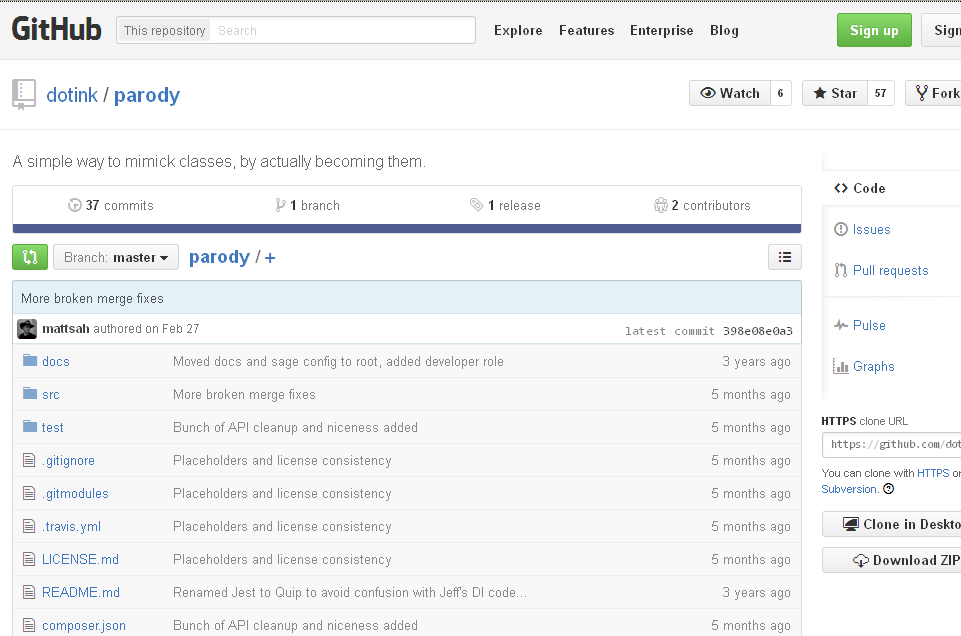 GitHub This repository Search Explore Features Enterprise Blog Sign up Sign
dotink / parody Watch 6 Star 57 Fork
A simple way to mimick classes, by actually becoming them.
37 commits 1 branch 1 release 2 contributors
Branch: master parody / +
More broken merge fixes
mattsah authored on Feb 27 latest commit 398e08e0a3
docs Moved docs and sage config to root, added developer role 3 years ago
src More broken merge fixes 5 months ago
test Bunch of API cleanup and niceness added 5 months ago
.gitignore Placeholders and license consistency 5 months ago
.gitmodules Placeholders and license consistency 5 months ago
.travis.yml Placeholders and license consistency 5 months ago
LICENSE.md Placeholders and license consistency 5 months ago
README.md Renamed Jest to Quip to avoid confusion with Jeff's DI code... 3 years ago
composer.json Bunch of API cleanup and niceness added 5 months ago
Code
Issues
Pull requests
Pulse
Graphs
HTTPS clone URL
https://github.com/dot
You can clone with HTTPS or
Subversion.
Clone in Deskto
Download ZIP